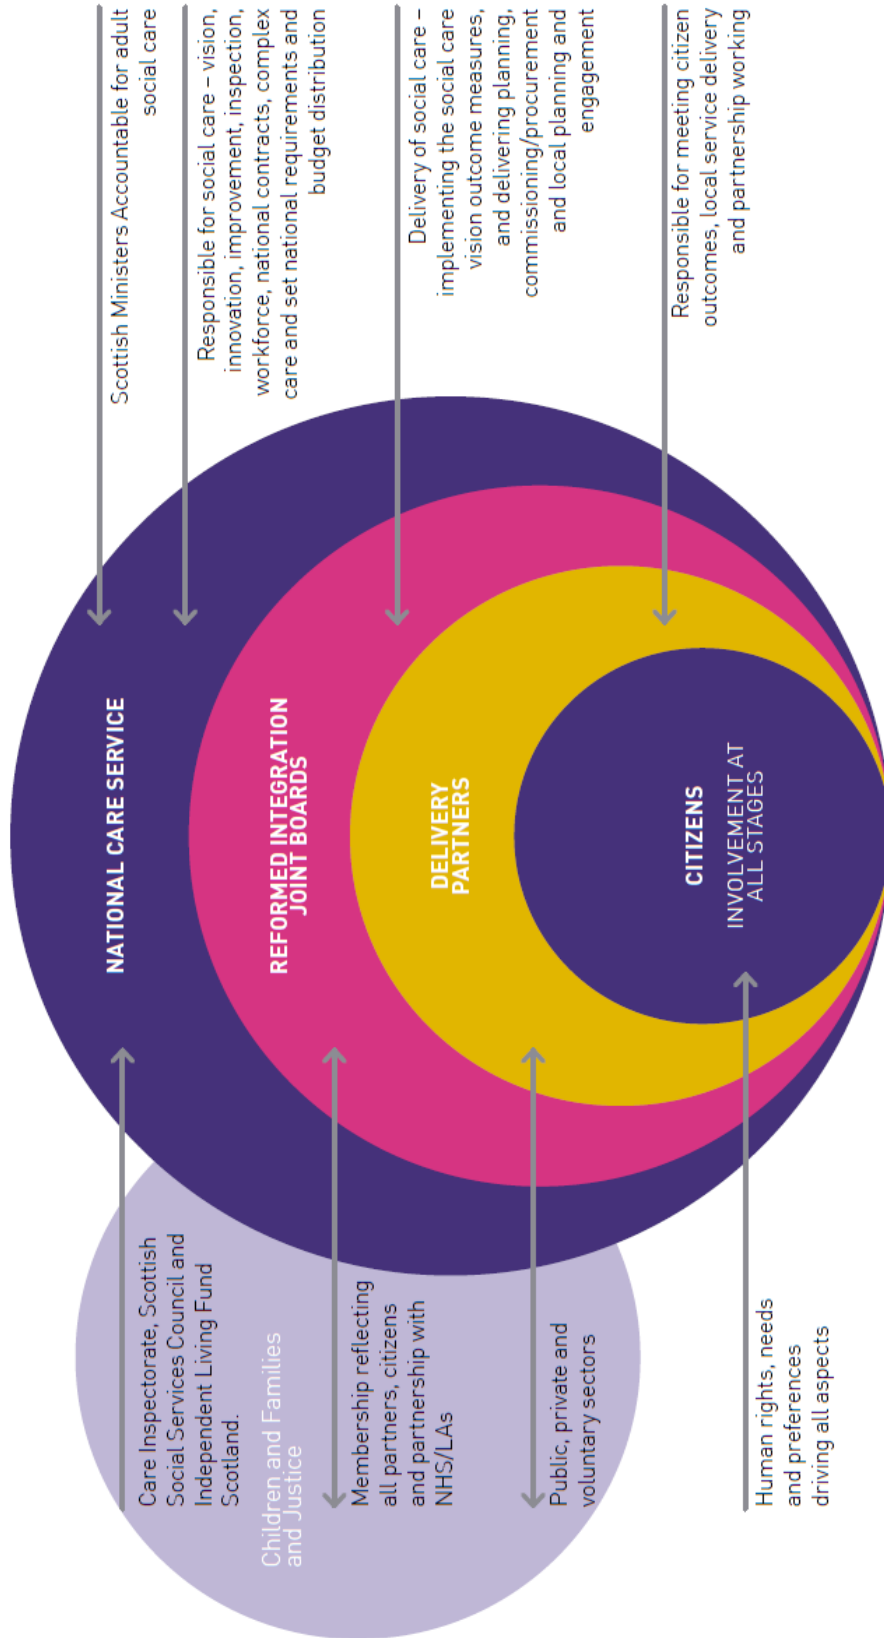 Scottish Ministers Accountable for adult
social care
Responsible for social care – vision,
innovation, improvement, inspection,
workforce, national contracts, complex
care and set national requirements and
budget distribution
Delivery of social care –
implementing the social care
vision outcome measures,
and delivering planning,
commissioning/procurement
and local planning and
engagement
Responsible for meeting citizen
outcomes, local service delivery
and partnership working
NATIONAL CARE SERVICE
REFORMED INTEGRATION
JOINT BOARDS
DELIVERY
PARTNERS
CITIZENS
INVOLVEMENT AT
ALL STAGES
Care Inspectorate, Scottish
Social Services Council and
Independent Living Fund
Scotland.
Children and Families
and Justice
Membership reflecting
all partners, citizens
and partnership with
NHS/LAs
Public, private and
voluntary sectors
Human rights, needs
and preferences
driving all aspects